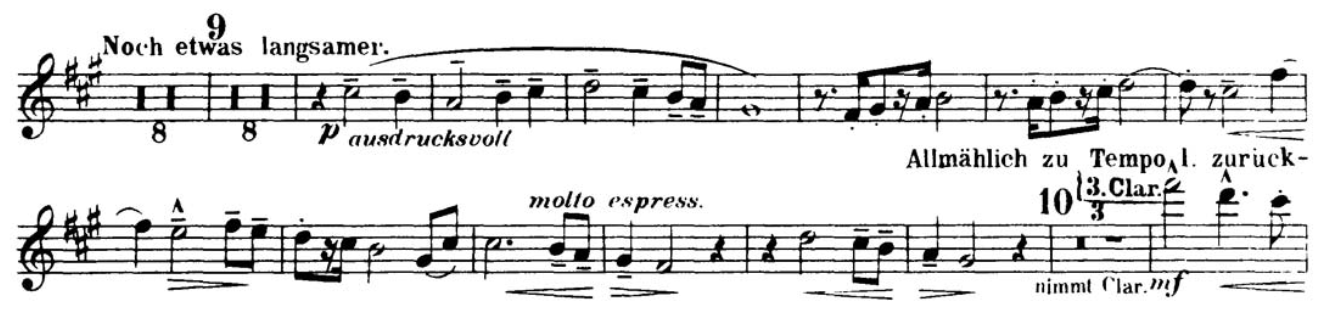 9
Noch etwas langsamer.
8 8
p ausdrucksvoll
Allmählich zu Tempo I. zurück-
molto espress.
10 3. Clar.
3
nimmt Clar. mf